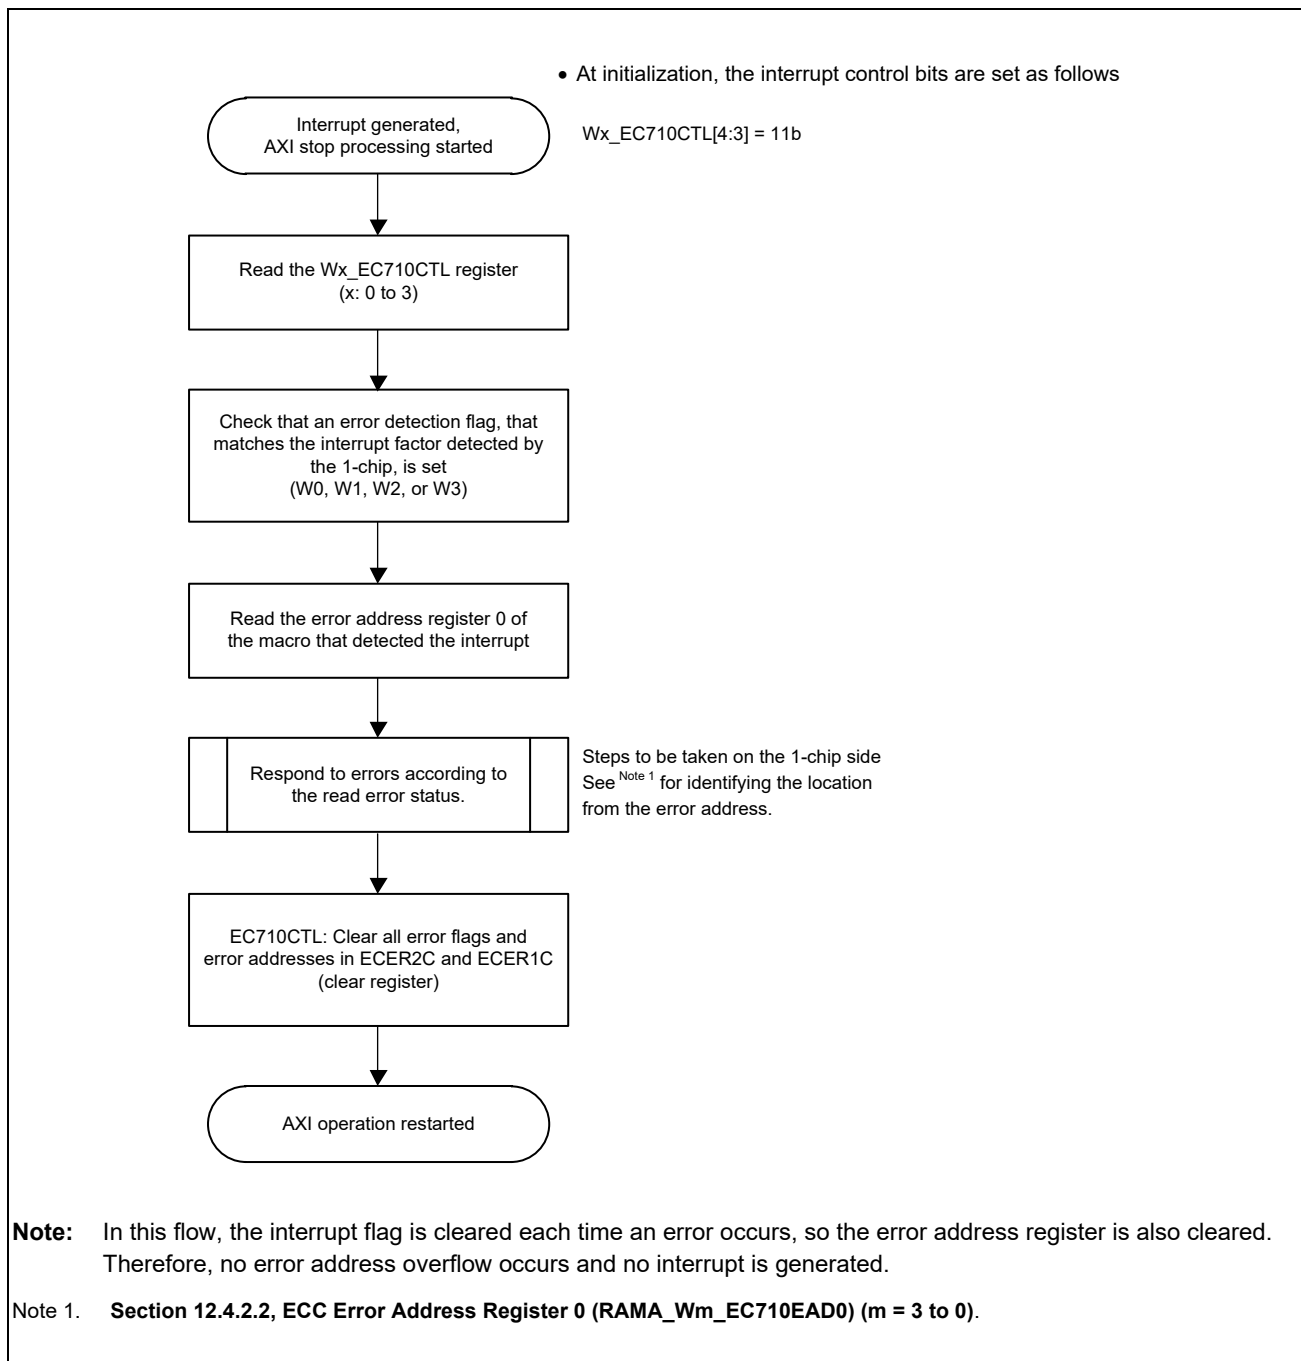 • At initialization, the interrupt control bits are set as follows
Interrupt generated,
AXI stop processing started
Wx_EC710CTL[4:3] = 11b
Read the Wx_EC710CTL register
(x: 0 to 3)
Check that an error detection flag, that
matches the interrupt factor detected by
the 1-chip, is set
(W0, W1, W2, or W3)
Read the error address register 0 of
the macro that detected the interrupt
Respond to errors according to
the read error status.
Steps to be taken on the 1-chip side
See Note 1 for identifying the location
from the error address.
EC710CTL: Clear all error flags and
error addresses in ECER2C and ECER1C
(clear register)
AXI operation restarted
Note: In this flow, the interrupt flag is cleared each time an error occurs, so the error address register is also cleared.
Therefore, no error address overflow occurs and no interrupt is generated.
Note 1. Section 12.4.2.2, ECC Error Address Register 0 (RAMA_Wm_EC710EAD0) (m = 3 to 0).